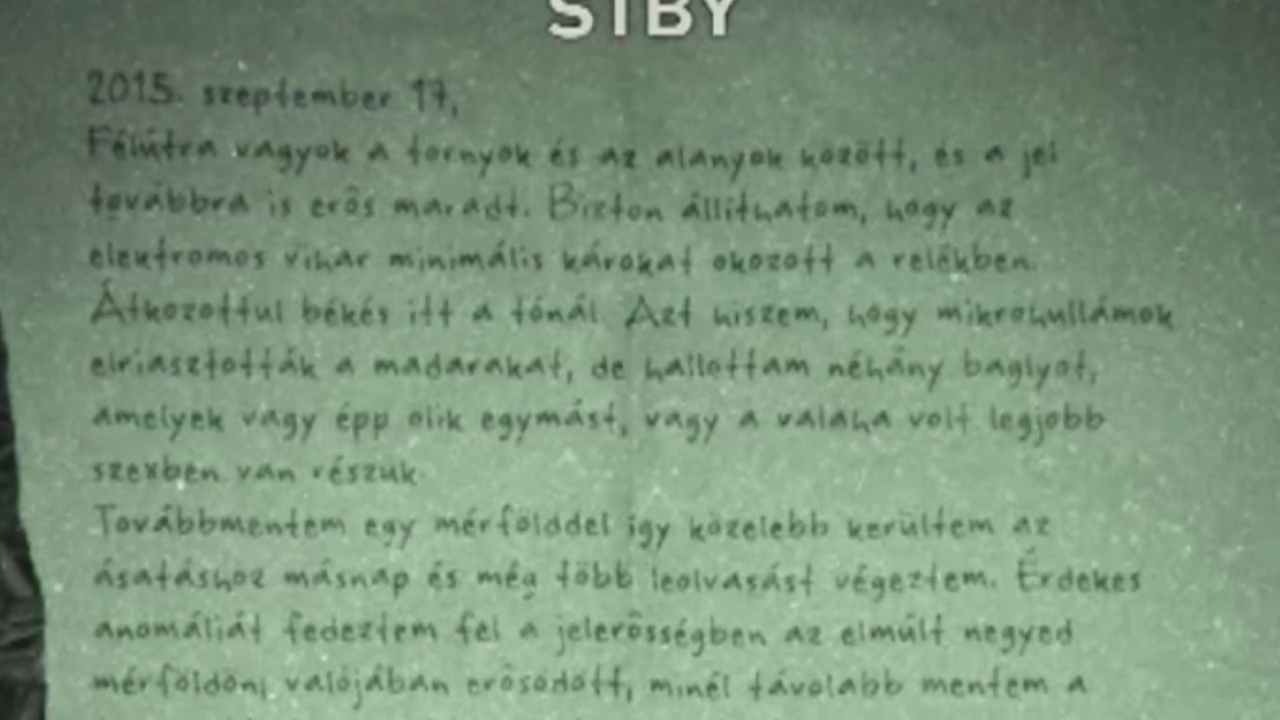 STBY
2015. szeptember 17,
Félútra vagyok a tornyok és az alanyok között, és a jel
továbbra is erős maradt. Bizton állíthatom, hogy az
elektromos vihar minimális károkat okozott a relékben.
Átkozottul békés itt a tónál. Azt hiszem, hogy mikrohullámok
elriasztották a madarakat, de hallottam néhány baglyot,
amelyek vagy épp ölik egymást, vagy a valaha volt legjobb
szexben van részük.
Továbbmentem egy mérfölddel így közelebb kerültem az
ásatáshoz másnap és még több leolvasást végeztem. Érdekes
anomáliát fedeztem fel a jelerősségben az elmúlt negyed
mérföldön, valójában erősödött, minél távolabb mentem a